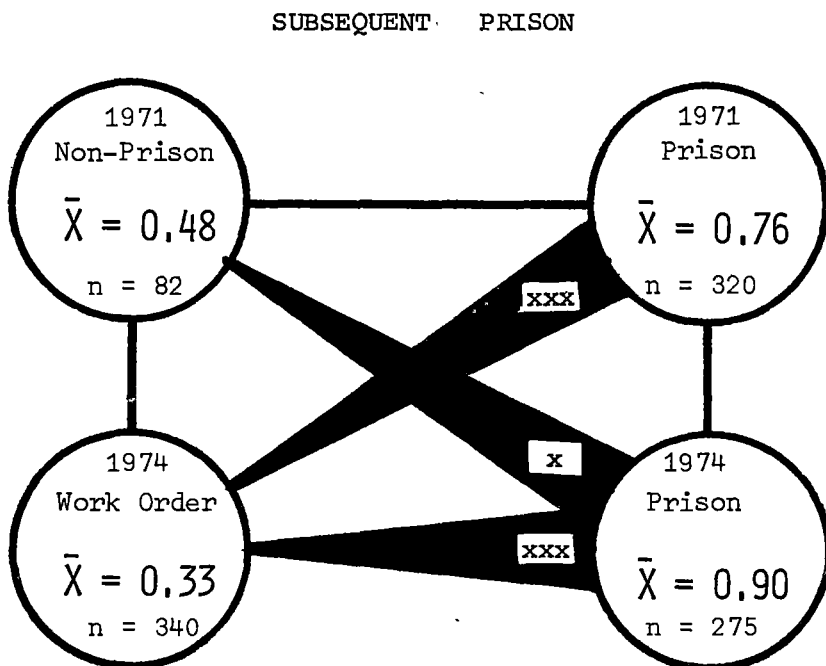 SUBSEQUENT PRISON
1971
Non-Prison
X̄ = 0.48
n = 82
1971
Prison
X̄ = 0.76
n = 320
xxx
x
xxx
1974
Work Order
X̄ = 0.33
n = 340
1974
Prison
X̄ = 0.90
n = 275